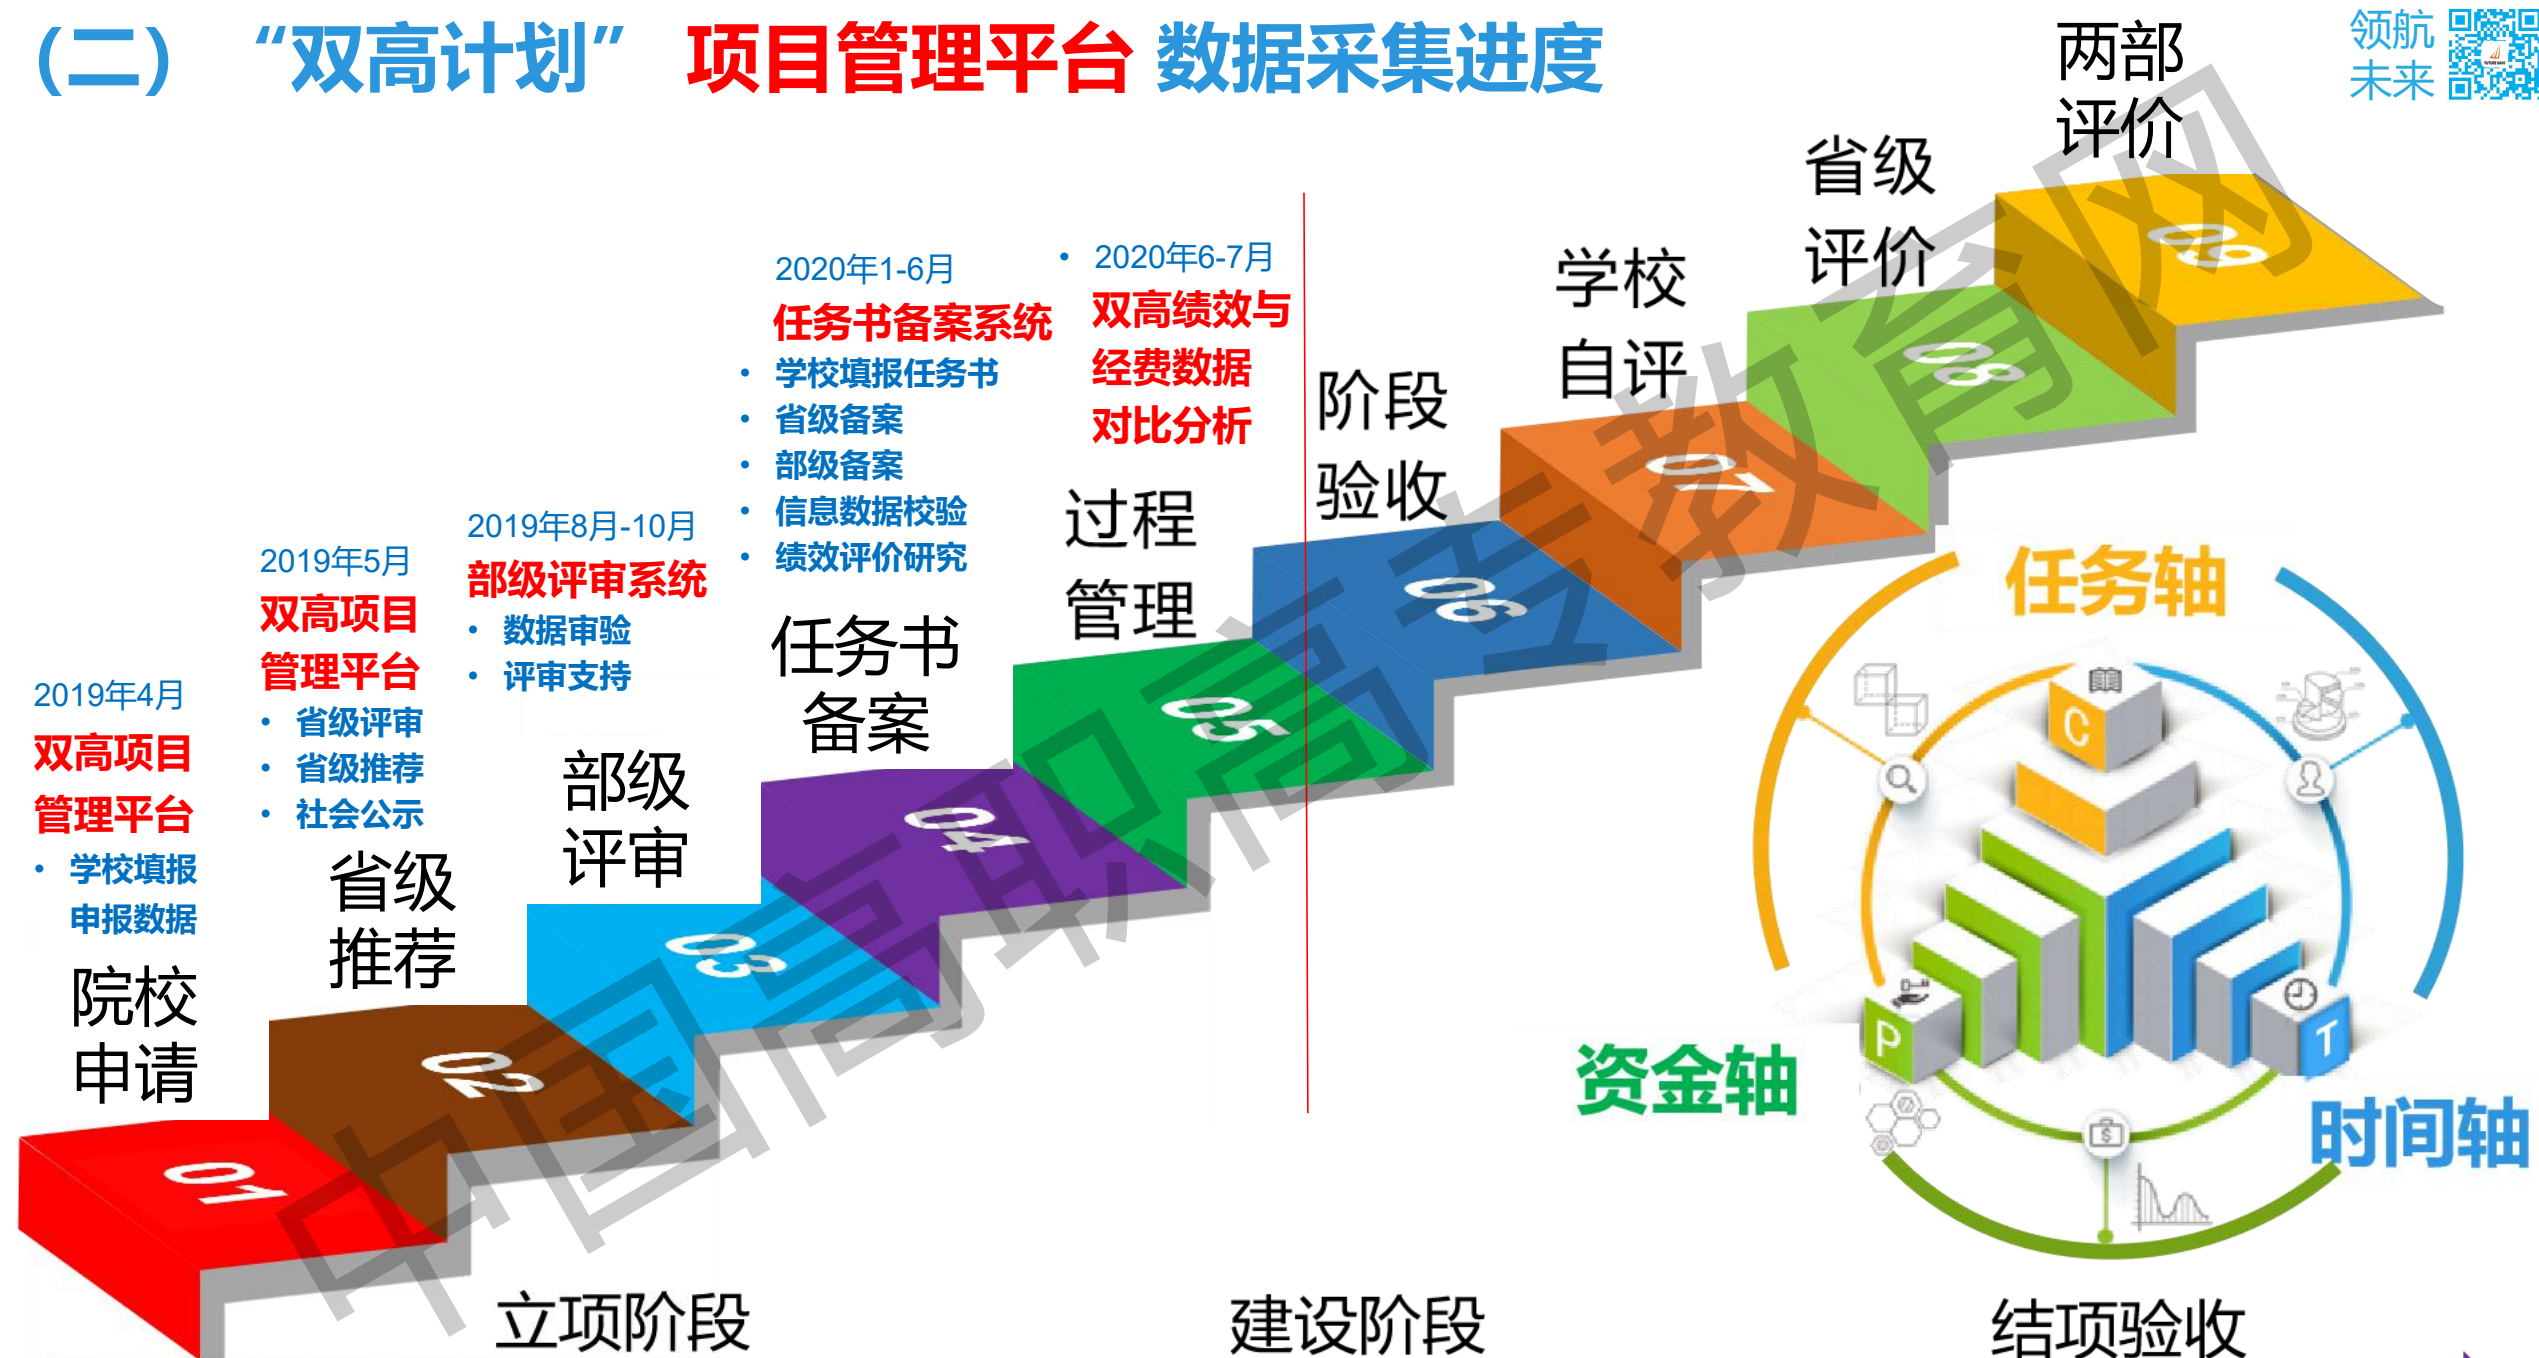 （二）“双高计划” 项目管理平台 数据采集进度
领航
未来
2019年4月
双高项目
管理平台
• 学校填报
申报数据
院校
申请
01
2019年5月
双高项目
管理平台
• 省级评审
• 省级推荐
• 社会公示
省级
推荐
02
2019年8月-10月
部级评审系统
• 数据审验
• 评审支持
部级
评审
03
2020年1-6月
任务书备案系统
• 学校填报任务书
• 省级备案
• 部级备案
• 信息数据校验
• 绩效评价研究
任务书
备案
04
• 2020年6-7月
双高绩效与
经费数据
对比分析
过程
管理
05
阶段
验收
06
学校
自评
07
省级
评价
08
两部
评价
09
任务轴
C
资金轴
P
时间轴
T
立项阶段
建设阶段
结项验收
中国高职高专教育网